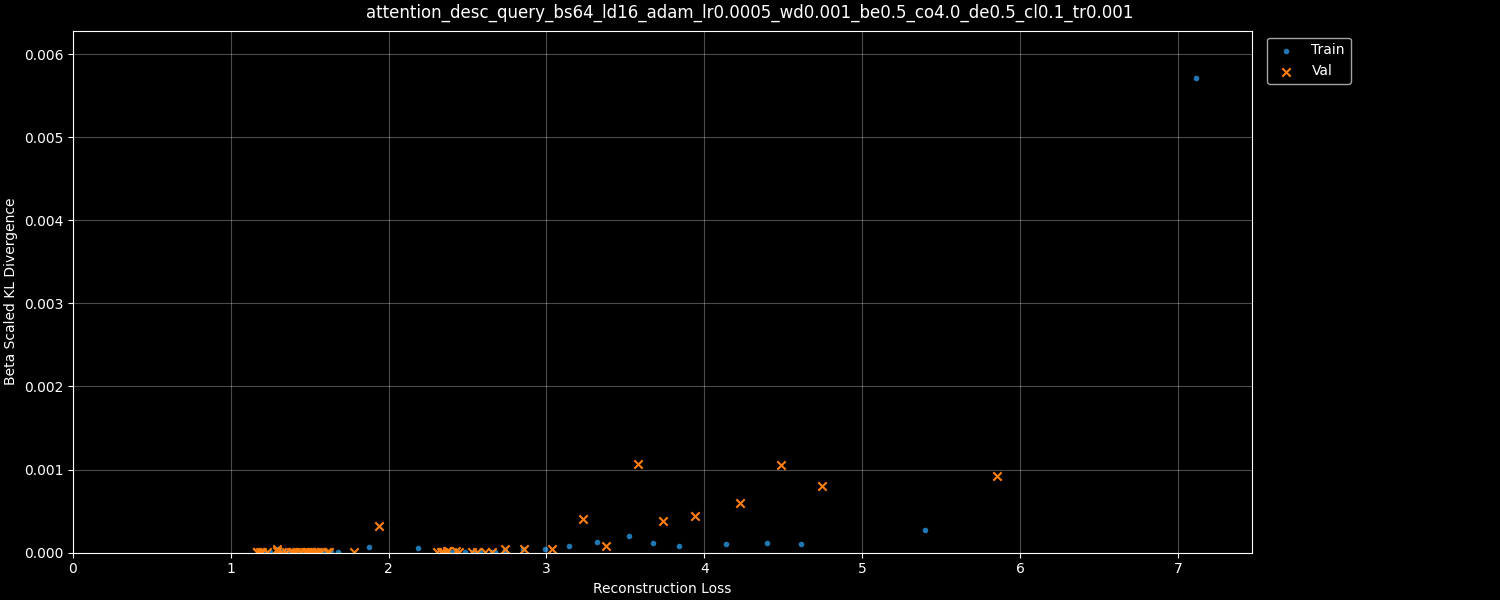 attention_desc_query_bs64_ld16_adam_lr0.0005_wd0.001_be0.5_co4.0_de0.5_cl0.1_tr0.001
Train
Val
0.006
0.005
0.004
0.003
0.002
0.001
0.000
Beta Scaled KL Divergence
0 1 2 3 4 5 6 7
Reconstruction Loss